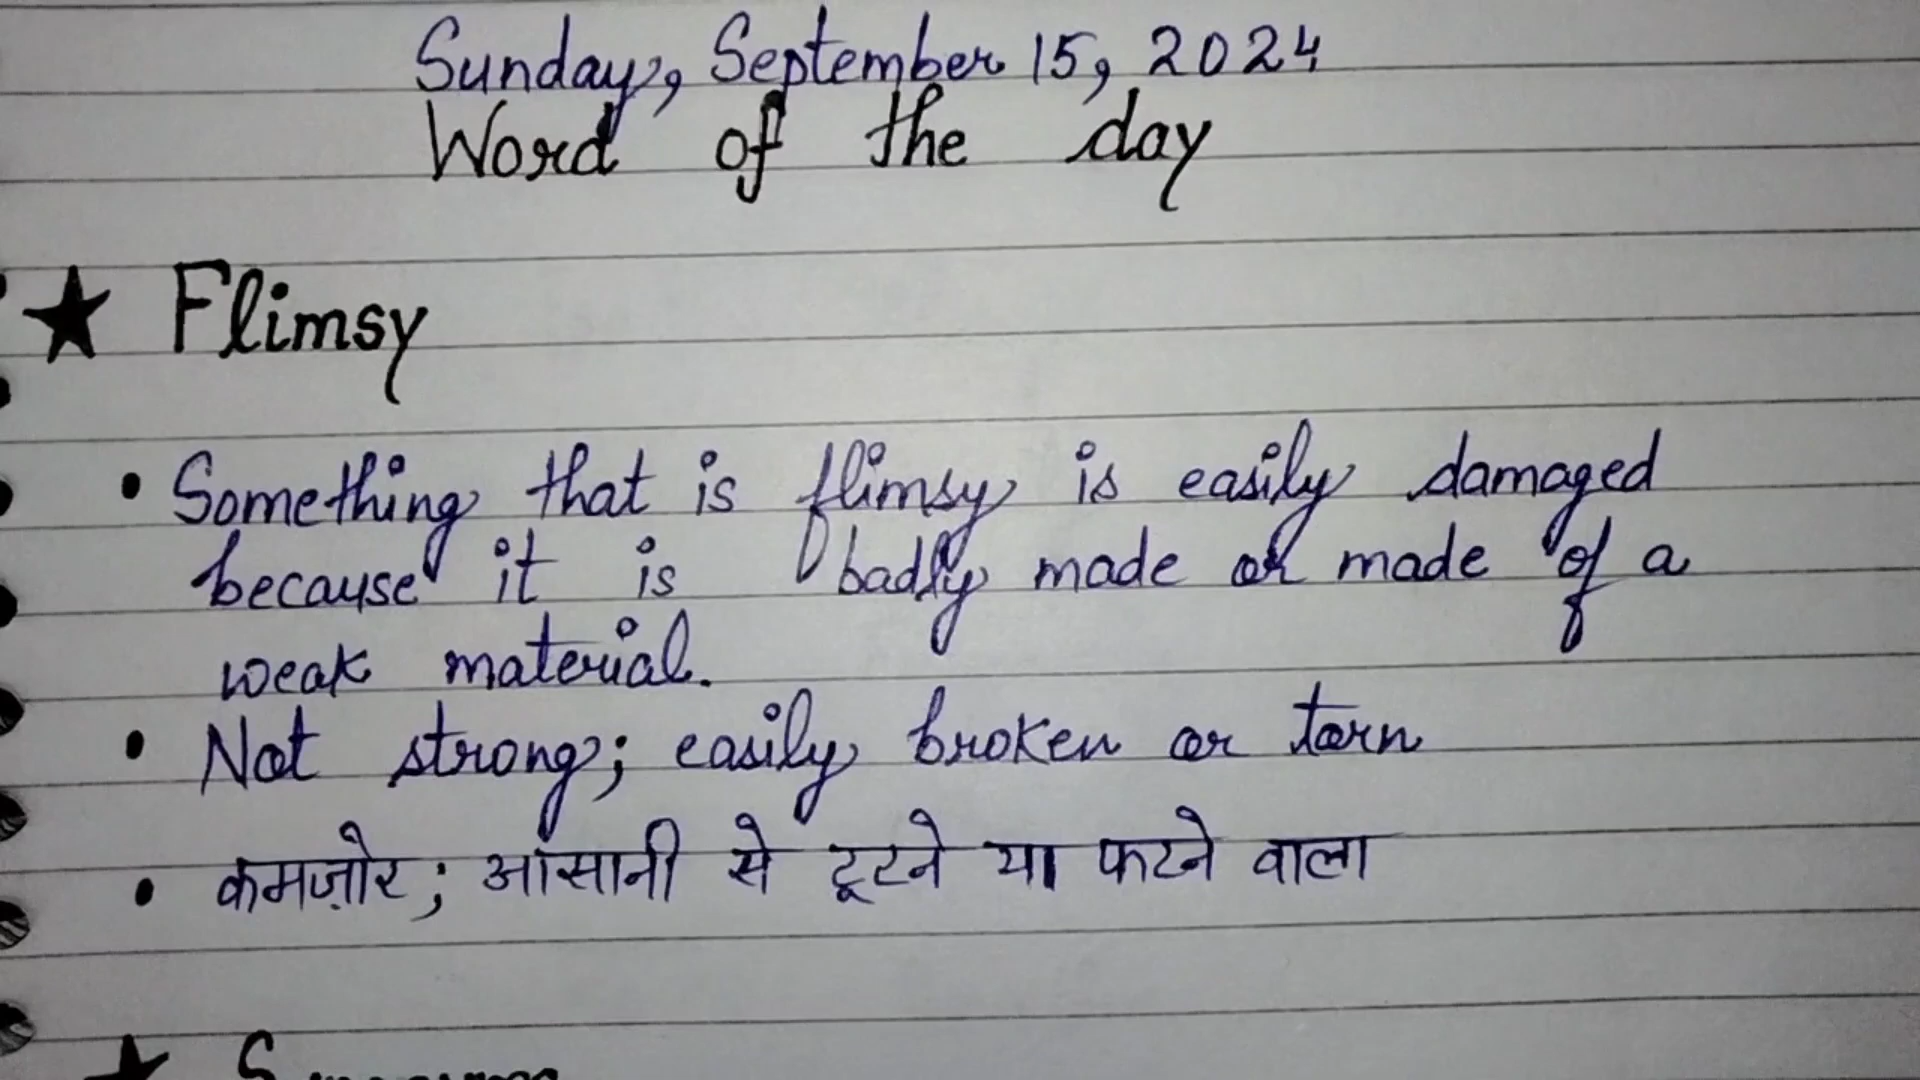 Sunday, September 15, 2024
Word of the day
★ Flimsy
• Something that is flimsy is easily damaged
because it is badly made or made of a
weak material.
• Not strong; easily broken or torn
• कमज़ोर; आसानी से टूटने या फटने वाला